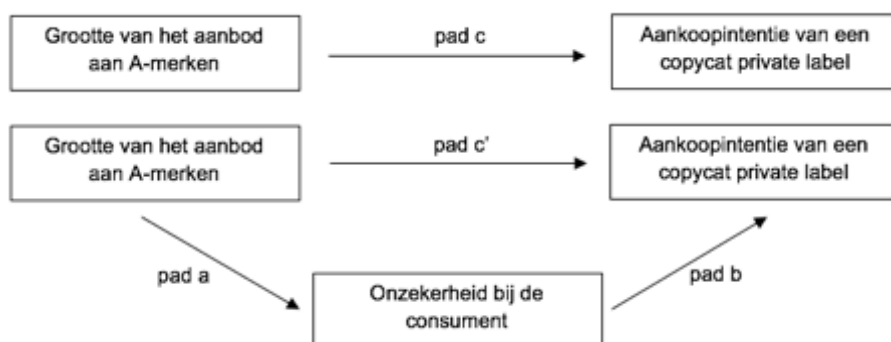 Grootte van het aanbod
aan A-merken
pad c
Aankoopintentie van een
copycat private label
Grootte van het aanbod
aan A-merken
pad c'
Aankoopintentie van een
copycat private label
pad a
Onzekerheid bij de
consument
pad b